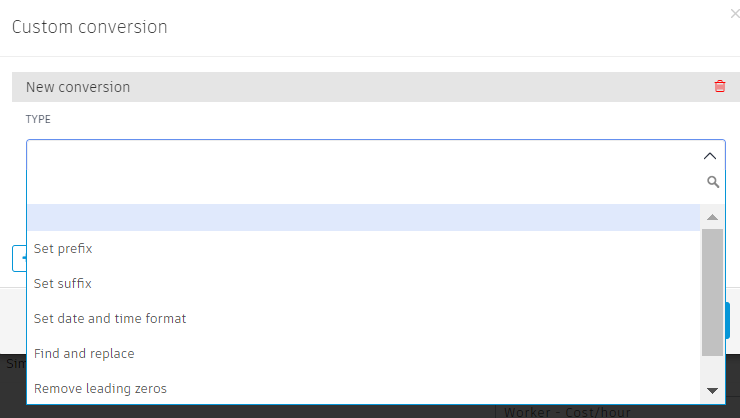 Custom conversion
New conversion
TYPE
Set prefix
Set suffix
Set date and time format
Find and replace
Remove leading zeros
Worker - Cost/hour